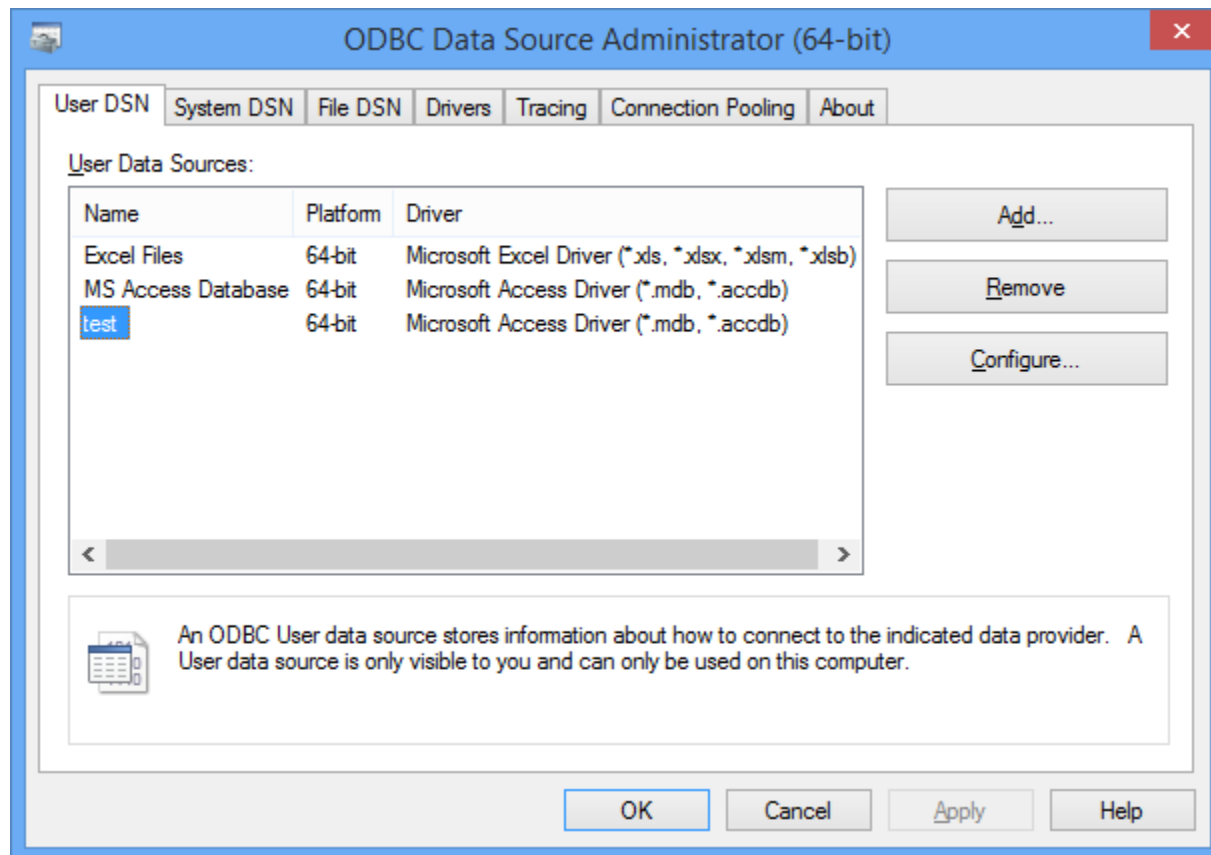 ODBC Data Source Administrator (64-bit)
User DSN System DSN File DSN Drivers Tracing Connection Pooling About
User Data Sources:
Name Platform Driver
Excel Files 64-bit Microsoft Excel Driver (*.xls, *.xlsx, *.xlsm, *.xlsb)
MS Access Database 64-bit Microsoft Access Driver (*.mdb, *.accdb)
test 64-bit Microsoft Access Driver (*.mdb, *.accdb)
Add...
Remove
Configure...
An ODBC User data source stores information about how to connect to the indicated data provider. A
User data source is only visible to you and can only be used on this computer.
OK Cancel Apply Help